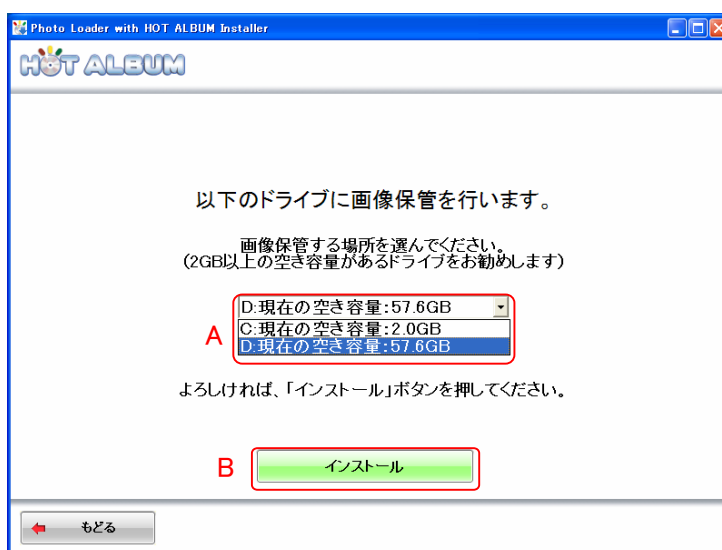 Photo Loader with HOT ALBUM Installer
HOT ALBUM
以下のドライブに画像保管を行います。
画像保管する場所を選んでください。
(2GB以上の空き容量があるドライブをお勧めします)
D:現在の空き容量:57.6GB
A
C:現在の空き容量:2.0GB
D:現在の空き容量:57.6GB
よろしければ、「インストール」ボタンを押してください。
B
インストール
もどる